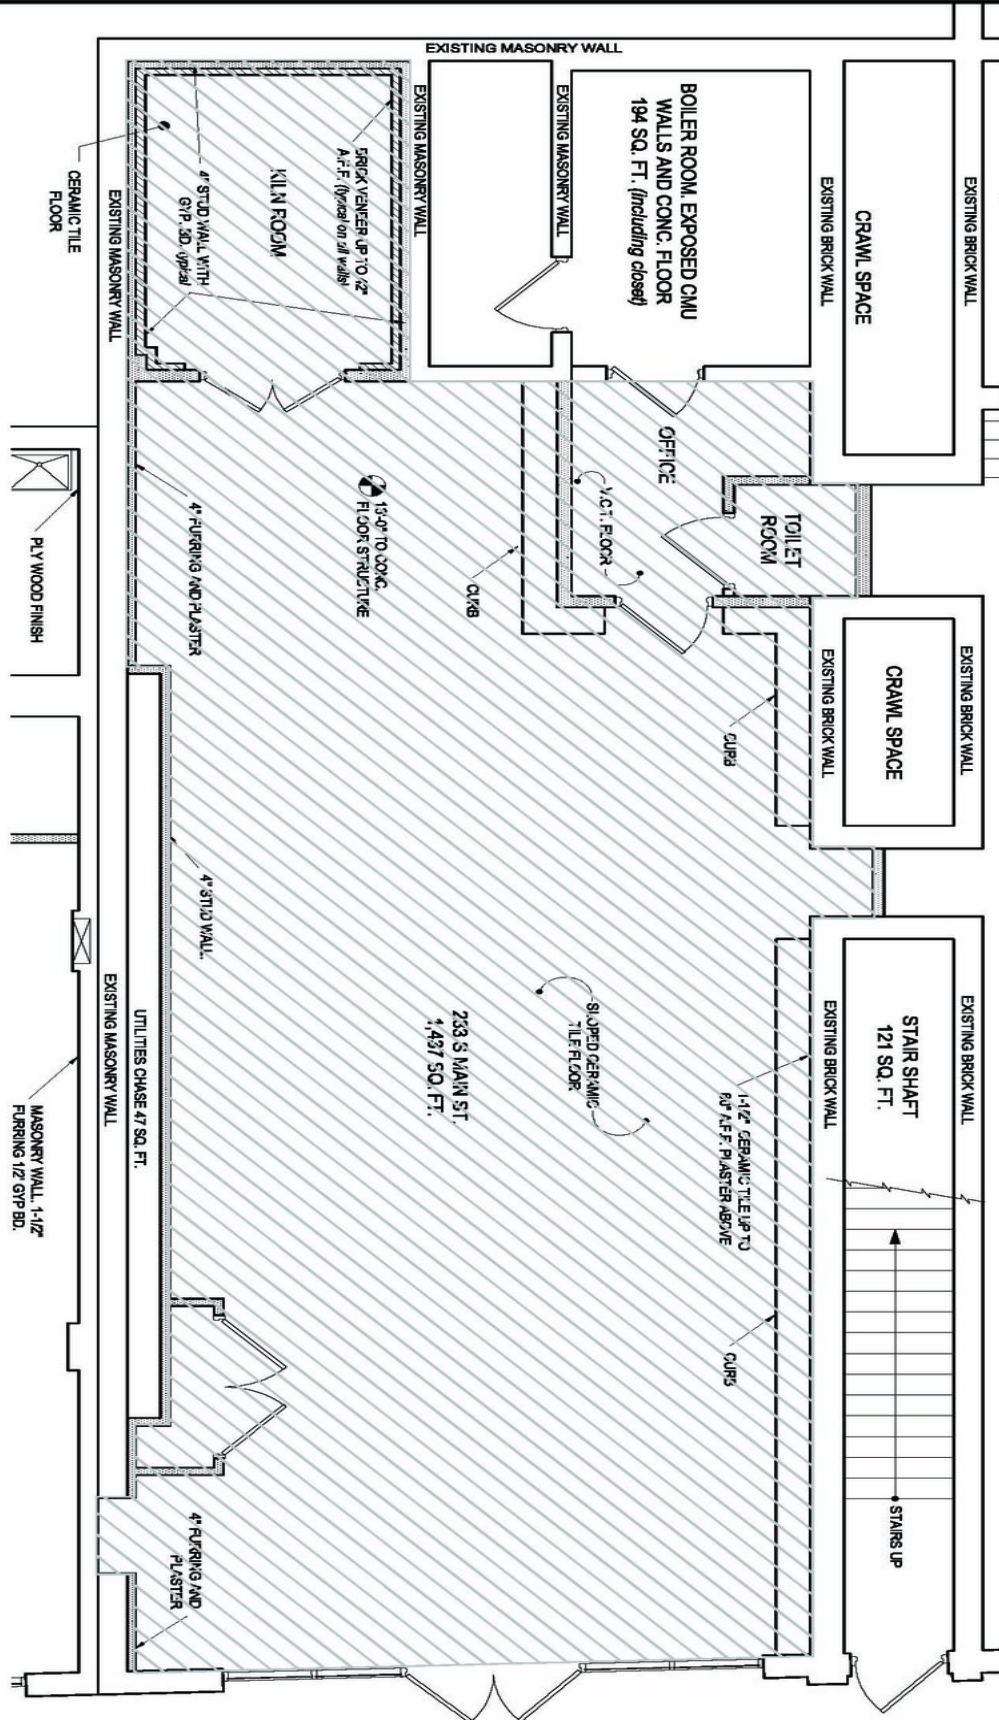 EXISTING MASONRY WALL
EXISTING BRICK WALL
CRAWL SPACE
EXISTING BRICK WALL
BOILER ROOM. EXPOSED CMU
WALLS AND CONC. FLOOR
194 SQ. FT. (including closet)
EXISTING MASONRY WALL
EXISTING MASONRY WALL
BRICK VENEER UP TO 42"
A.F.F. (typical on all walls)
KILN ROOM
4" STUD WALL WITH
GYP. BD. typical
EXISTING MASONRY WALL
CERAMIC TILE
FLOOR
OFFICE
TOILET
ROOM
V.C.T. FLOOR
CURB
13'-0" TO CONC.
FLOOR STRUCTURE
4" FURRING AND PLASTER
PLYWOOD FINISH
EXISTING BRICK WALL
CRAWL SPACE
EXISTING BRICK WALL
CURB
4" STUD WALL.
EXISTING BRICK WALL
STAIR SHAFT
121 SQ. FT.
EXISTING BRICK WALL
1-1/2" CERAMIC TILE UP TO
A.F.F. PLASTER ABOVE
SLOPED CERAMIC
TILE FLOOR
233 S MAIN ST.
1,437 SQ. FT.
UTILITIES CHASE 47 SQ. FT.
EXISTING MASONRY WALL
MASONRY WALL. 1-1/2"
FURRING 1/2" GYP BD.
CURB
STAIRS UP
4" FURRING AND
PLASTER